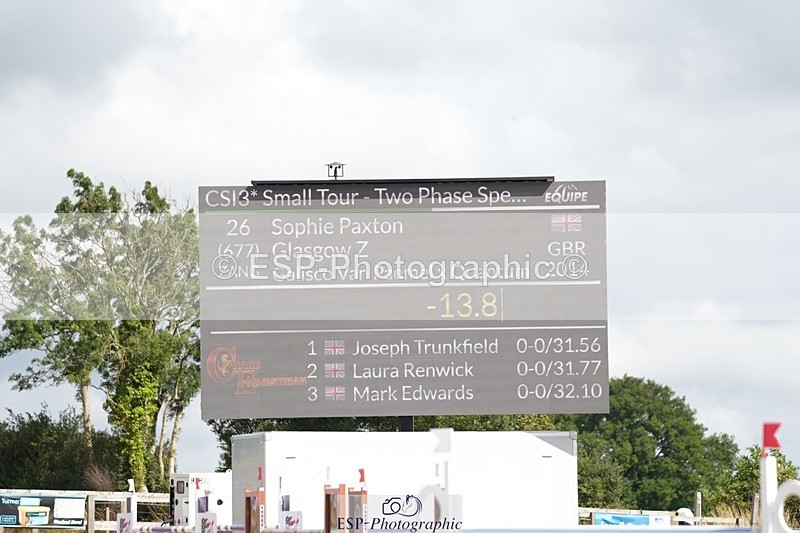 CSI3* Small Tour - Two Phase Spe...
EQUIPE
26 Sophie Paxton
(677) Glasgow Z GBR
© ESP-Photographic ©
2014
-13.8
1 Joseph Trunkfield 0-0/31.56
2 Laura Renwick 0-0/31.77
3 Mark Edwards 0-0/32.10
CHARD
EQUESTRIAN
ESP-Photographic